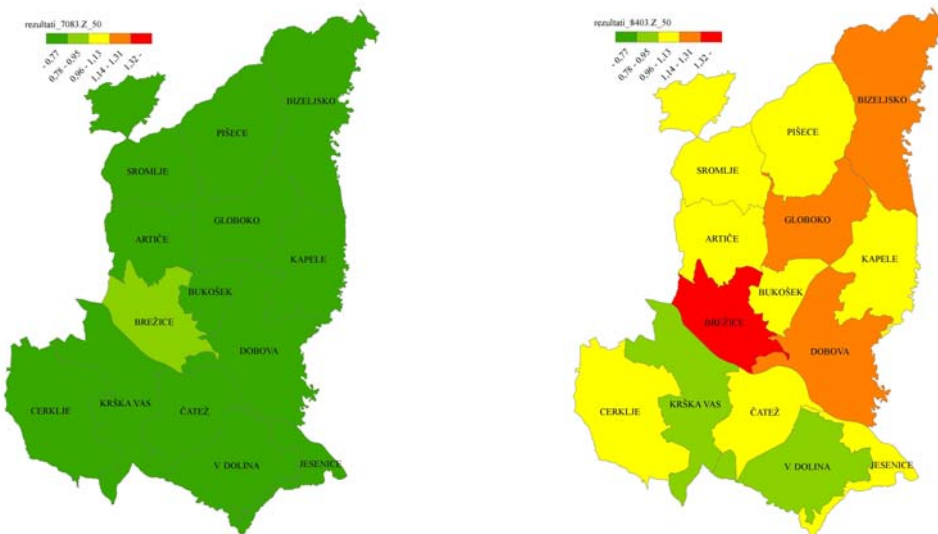 rezultati_7083.Z_50
- 0,77
0,78 - 0,95
0,96 - 1,13
1,14 - 1,31
1,32 -
BIZELJSKO
PIŠECE
SROMLJE
GLOBOKO
ARTIČE
KAPELE
BUKOŠEK
BREŽICE
DOBOVA
CERKLJE
KRŠKA VAS
ČATEŽ
V. DOLINA
JESENICE
rezultati_8403.Z_50
- 0,77
0,78 - 0,95
0,96 - 1,13
1,14 - 1,31
1,32 -
BIZELJSKO
PIŠECE
SROMLJE
GLOBOKO
ARTIČE
KAPELE
BUKOŠEK
BREŽICE
DOBOVA
CERKLJE
KRŠKA VAS
ČATEŽ
V. DOLINA
JESENICE